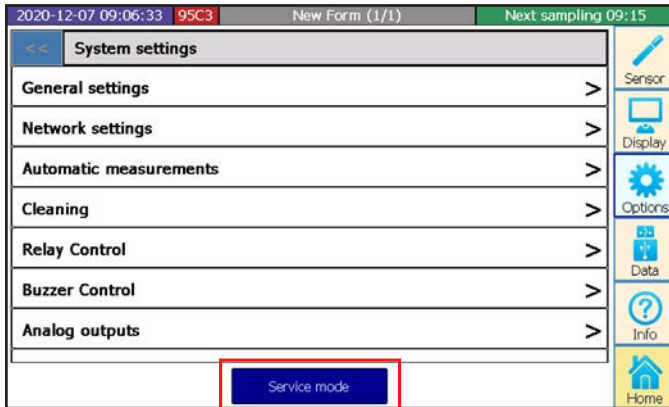 2020-12-07 09:06:33 95C3 New Form (1/1) Next sampling 09:15
<< System settings
General settings >
Network settings >
Automatic measurements >
Cleaning >
Relay Control >
Buzzer Control >
Analog outputs >
Service mode
Sensor
Display
Options
Data
Info
Home